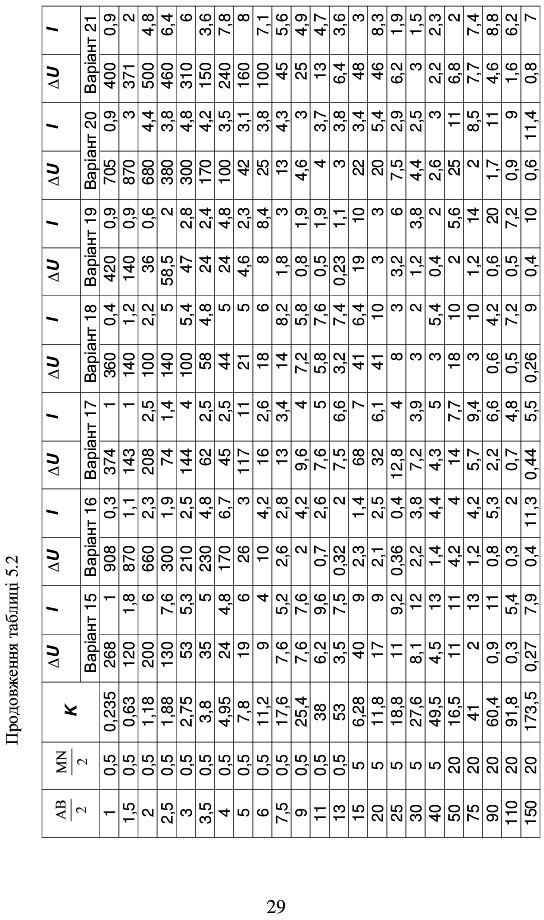 Продовження таблиці 5.2
AB/2 MN/2 K ΔU I ΔU I ΔU I ΔU I ΔU I ΔU I ΔU I
Варіант 15 Варіант 16 Варіант 17 Варіант 18 Варіант 19 Варіант 20 Варіант 21
1 0,5 0,235 268 1 908 0,3 374 1 360 0,4 420 0,9 705 0,9 400 0,9
1,5 0,5 0,63 120 1,8 870 1,1 143 1 140 1,2 140 0,9 870 3 371 2
2 0,5 1,18 200 6 660 2,3 208 2,5 100 2,2 36 0,6 680 4,4 500 4,8
2,5 0,5 1,88 130 7,6 300 1,9 74 1,4 140 5 58,5 2 380 3,8 460 6,4
3 0,5 2,75 53 5,3 210 2,5 144 4 100 5,4 47 2,8 300 4,8 310 6
3,5 0,5 3,8 35 5 230 4,8 62 2,5 58 4,8 24 2,4 170 4,2 150 3,6
4 0,5 4,95 24 4,8 170 6,7 45 2,5 44 5 24 4,8 100 3,5 240 7,8
5 0,5 7,8 19 6 26 3 117 11 21 5 4,6 2,3 42 3,1 160 8
6 0,5 11,2 9 4 10 4,2 16 2,6 18 6 8 8,4 25 3,8 100 7,1
7,5 0,5 17,6 7,6 5,2 2,6 2,8 13 3,4 14 8,2 1,8 3 13 4,3 45 5,6
9 0,5 25,4 7,6 7,6 2 4,2 9,6 4 7,2 5,8 0,8 1,9 4,6 3 25 4,9
11 0,5 38 6,2 9,6 0,7 2,6 7,6 5 5,8 7,6 0,5 1,9 4 3,7 13 4,7
13 0,5 53 3,5 7,5 0,32 2 7,5 6,6 3,2 7,4 0,23 1,1 3 3,8 6,4 3,6
15 5 6,28 40 9 2,3 1,4 68 13 41 6,4 19 10 22 3,4 48 3
20 5 11,8 17 9 2,1 2,5 32 6,1 41 10 3 3 20 5,4 46 8,3
25 5 18,8 11 9,2 0,36 0,4 12,8 4 8 3 3,2 6 7,5 2,9 6,2 1,9
30 5 27,6 8,1 12 2,2 3,8 7,2 3,9 3 2 1,2 3,8 4,4 2,5 3 1,5
40 5 49,5 4,5 13 1,4 4,4 4,3 5 3 5,4 0,4 2 2,6 3 2,2 2,3
50 20 16,5 11 11 4,2 4 14 7,7 18 10 2 5,6 25 11 6,8 2
75 20 41 2 13 1,2 4,2 5,7 9,4 3 10 1,2 14 2 8,5 7,7 7,4
90 20 60,4 0,9 11 0,8 5,3 2,2 6,6 0,6 4,2 0,6 20 1,7 11 4,6 8,8
110 20 91,8 0,3 5,4 0,3 2 0,7 4,8 0,5 7,2 0,5 7,2 0,9 9 1,6 6,2
150 20 173,5 0,27 7,9 0,4 11,3 0,44 5,5 0,26 9 0,4 10 0,6 11,4 0,8 7
29